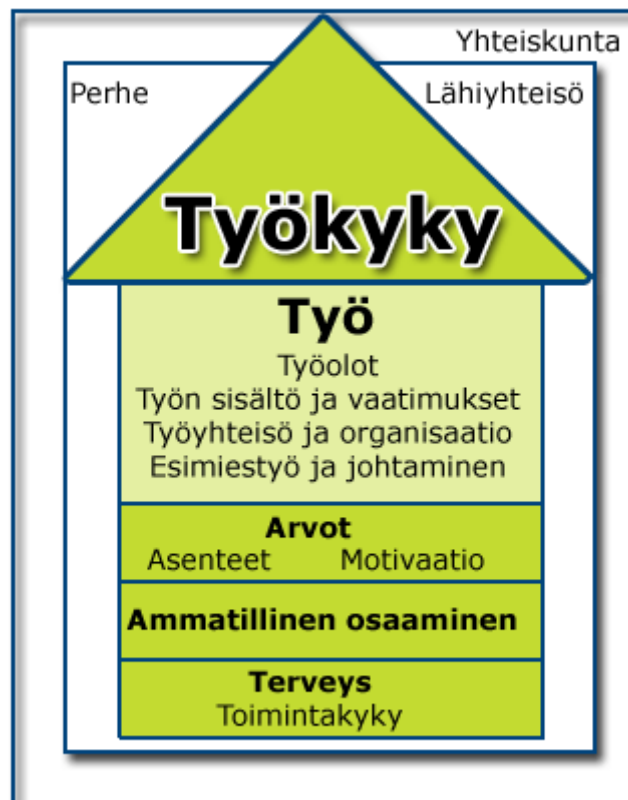 Yhteiskunta
Perhe Lähiyhteisö
Työkyky
Työ
Työolot
Työn sisältö ja vaatimukset
Työyhteisö ja organisaatio
Esimiestyö ja johtaminen
Arvot
Asenteet Motivaatio
Ammatillinen osaaminen
Terveys
Toimintakyky